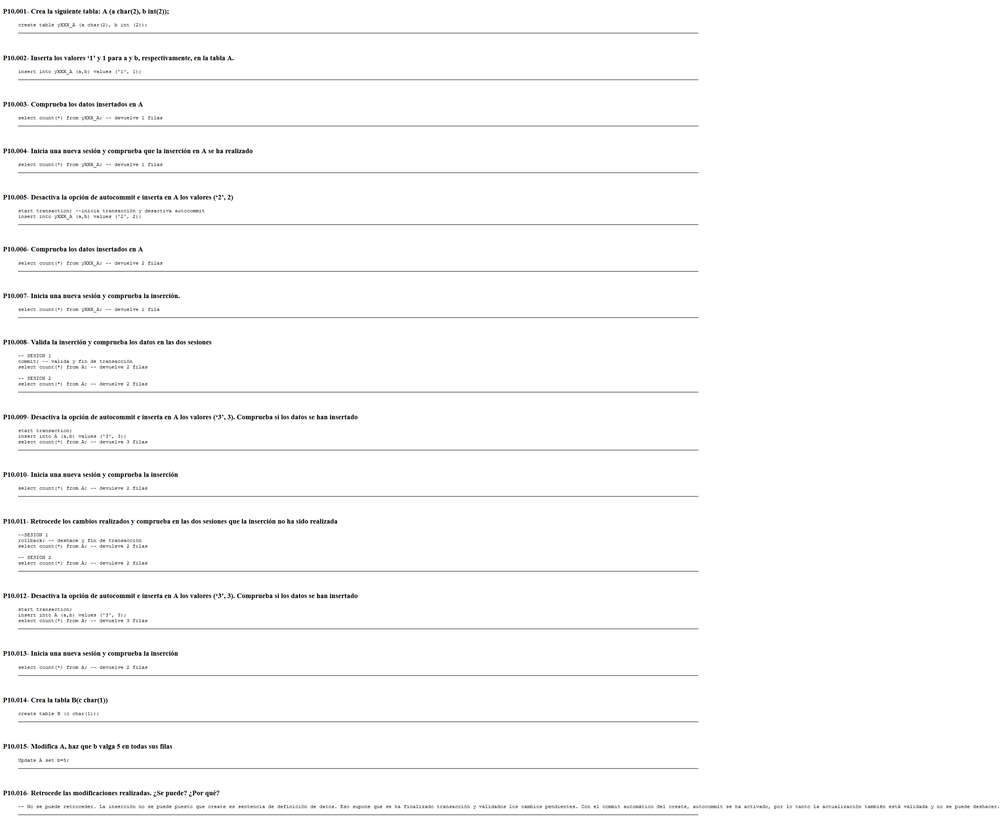 P10.001- Crea la siguiente tabla: A (a char(2), b int(2));
create table yXXX_A (a char(2), b int (2));
P10.002- Inserta los valores ‘1’ y 1 para a y b, respectivamente, en la tabla A.
insert into yXXX_A (a,b) values ('1', 1);
P10.003- Comprueba los datos insertados en A
select count(*) from yXXX_A; -- devuelve 1 filas
P10.004- Inicia una nueva sesión y comprueba que la inserción en A se ha realizado
select count(*) from yXXX_A; -- devuelve 1 filas
P10.005- Desactiva la opción de autocommit e inserta en A los valores (‘2’, 2)
start transaction; --inicia transacción y desactiva autocommit
insert into yXXX_A (a,b) values ('2', 2);
P10.006- Comprueba los datos insertados en A
select count(*) from yXXX_A; -- devuelve 2 filas
P10.007- Inicia una nueva sesión y comprueba la inserción.
select count(*) from yXXX_A; -- devuelve 1 fila
P10.008- Valida la inserción y comprueba los datos en las dos sesiones
-- SESION 1
commit; -- valida y fin de transacción
select count(*) from A; -- devuelve 2 filas
-- SESION 2
select count(*) from A; -- devuelve 2 filas
P10.009- Desactiva la opción de autocommit e inserta en A los valores (‘3’, 3). Comprueba si los datos se han insertado
start transaction;
insert into A (a,b) values ('3', 3);
select count(*) from A; -- devuelve 3 filas
P10.010- Inicia una nueva sesión y comprueba la inserción
select count(*) from A; -- devuleve 2 filas
P10.011- Retrocede los cambios realizados y comprueba en las dos sesiones que la inserción no ha sido realizada
--SESION 1
rollback; -- deshace y fin de transacción
select count(*) from A; -- devuleve 2 filas
-- SESION 2
select count(*) from A; -- devuleve 2 filas
P10.012- Desactiva la opción de autocommit e inserta en A los valores (‘3’, 3). Comprueba si los datos se han insertado
start transaction;
insert into A (a,b) values ('3', 3);
select count(*) from A; -- devuelve 3 filas
P10.013- Inicia una nueva sesión y comprueba la inserción
select count(*) from A; -- devuelve 2 filas
P10.014- Crea la tabla B(c char(1))
create table B (c char(1));
P10.015- Modifica A, haz que b valga 5 en todas sus filas
Update A set b=5;
P10.016- Retrocede las modificaciones realizadas. ¿Se puede? ¿Por qué?
-- No se puede retroceder. La inserción no se puede puesto que create es sentencia de definición de datos. Eso supone que se ha finalizado transacción y validados los cambios pendientes. Con el commit automático del create, autocommit se ha activado, por lo tanto la actualización también está validada y no se puede deshacer.